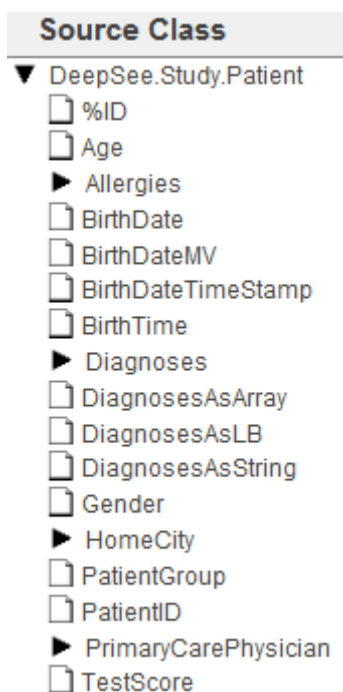 Source Class
DeepSee.Study.Patient
%ID
Age
Allergies
BirthDate
BirthDateMV
BirthDateTimeStamp
BirthTime
Diagnoses
DiagnosesAsArray
DiagnosesAsLB
DiagnosesAsString
Gender
HomeCity
PatientGroup
PatientID
PrimaryCarePhysician
TestScore